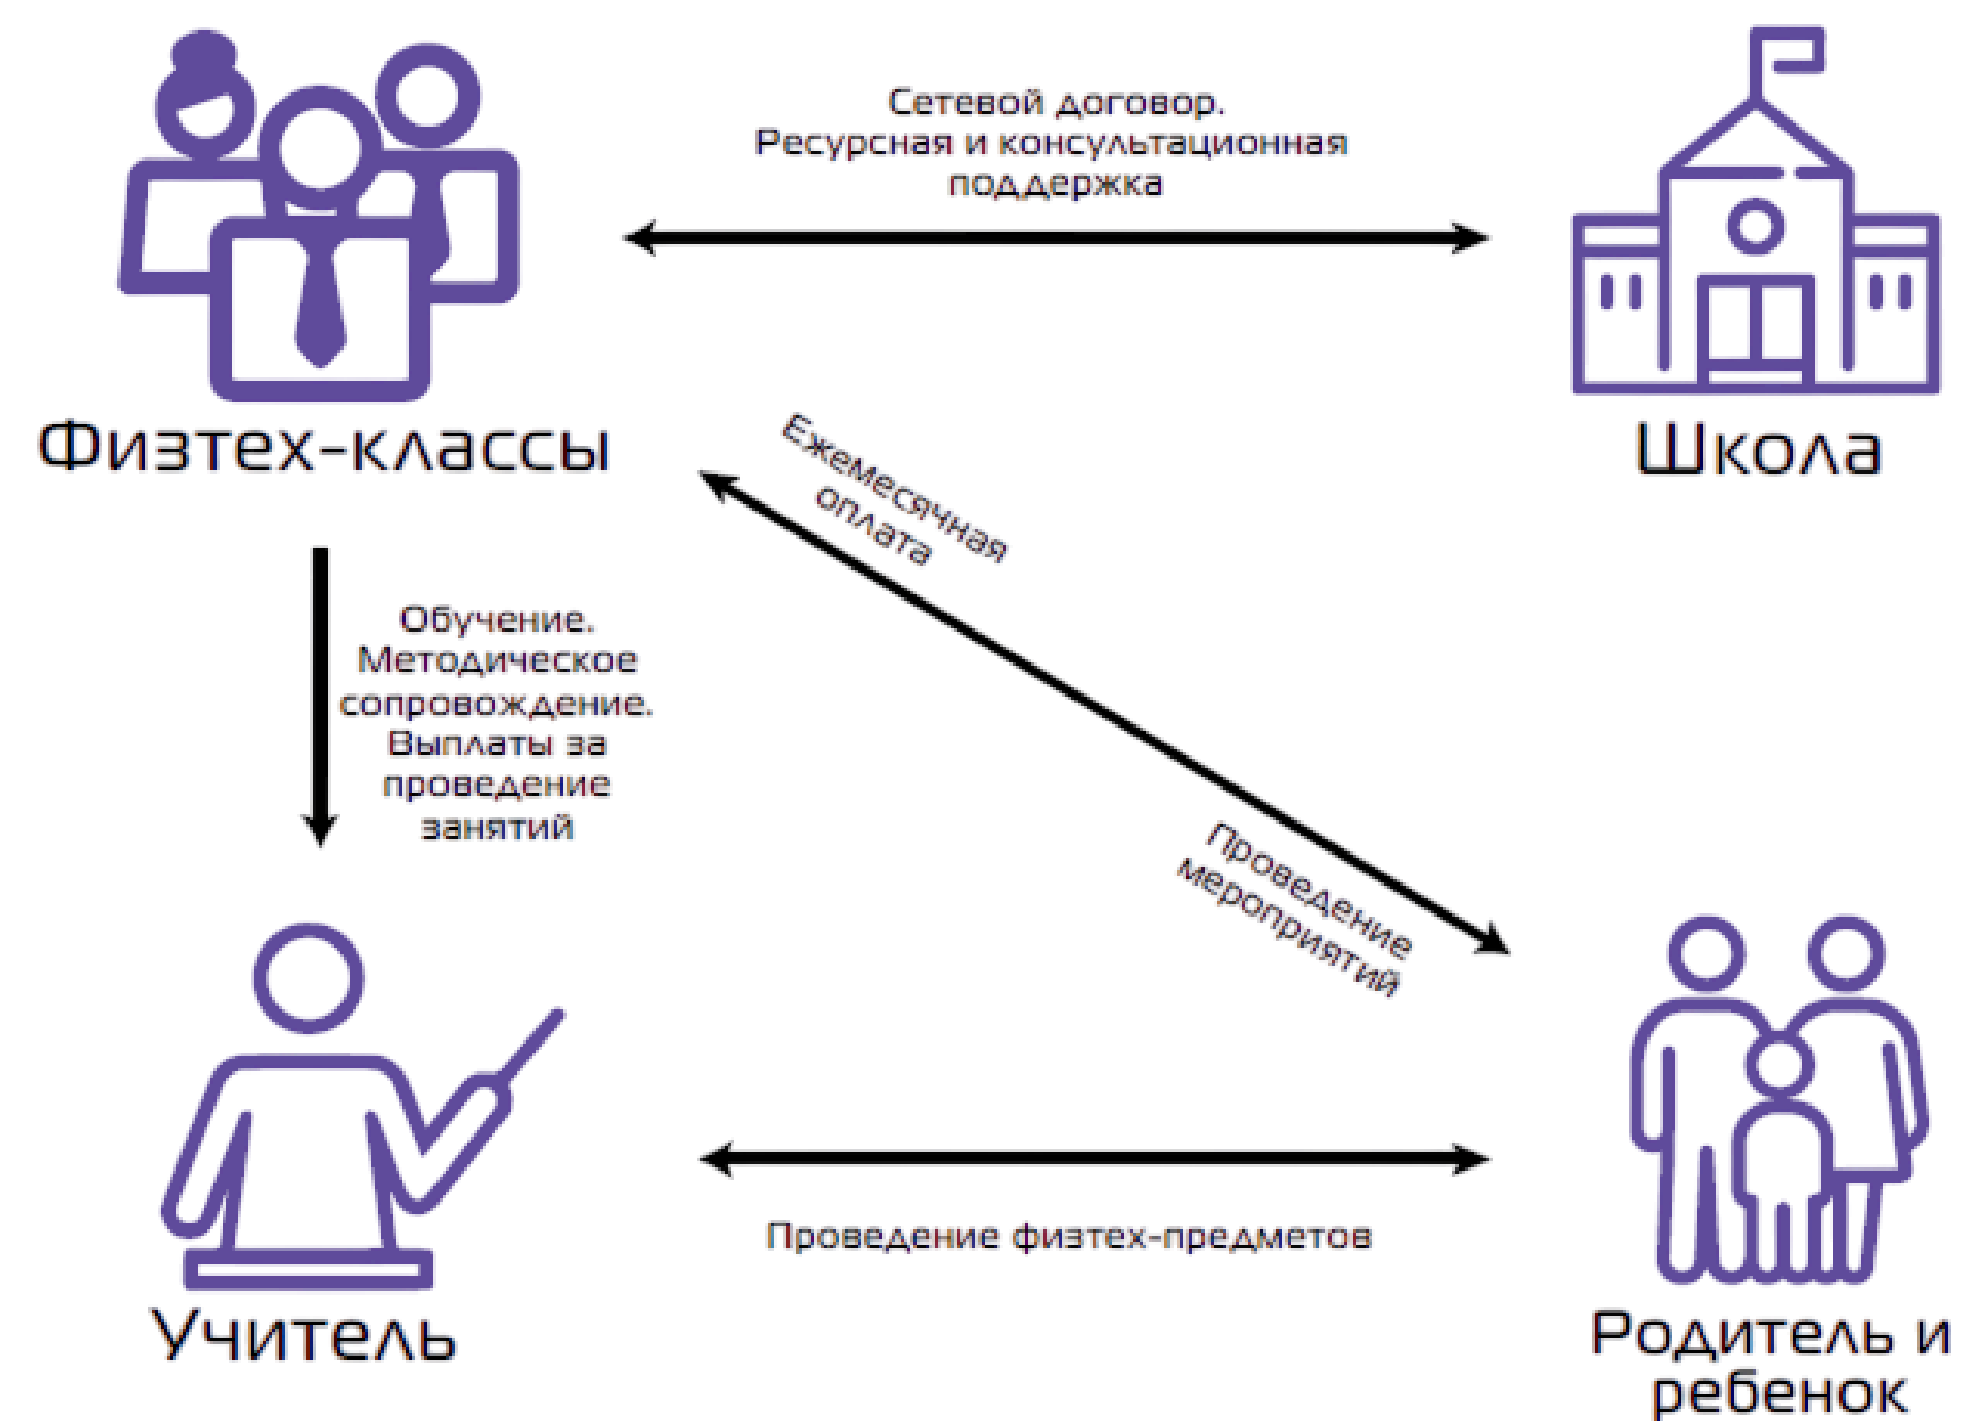 Сетевой договор.
Ресурсная и консультационная
поддержка
Физтех-классы
Школа
Ежемесячная
оплата
Обучение.
Методическое
сопровождение.
Выплаты за
проведение
занятий
Проведение
мероприятий
Проведение физтех-предметов
Учитель
Родитель и
ребенок